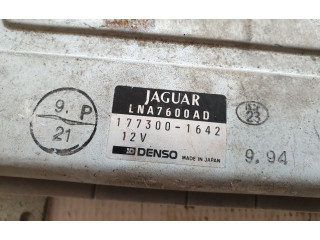 JAGUAR
LNA7600AD
177300-1642
12V
DENSO MADE IN JAPAN
9. P
21
23
9.94